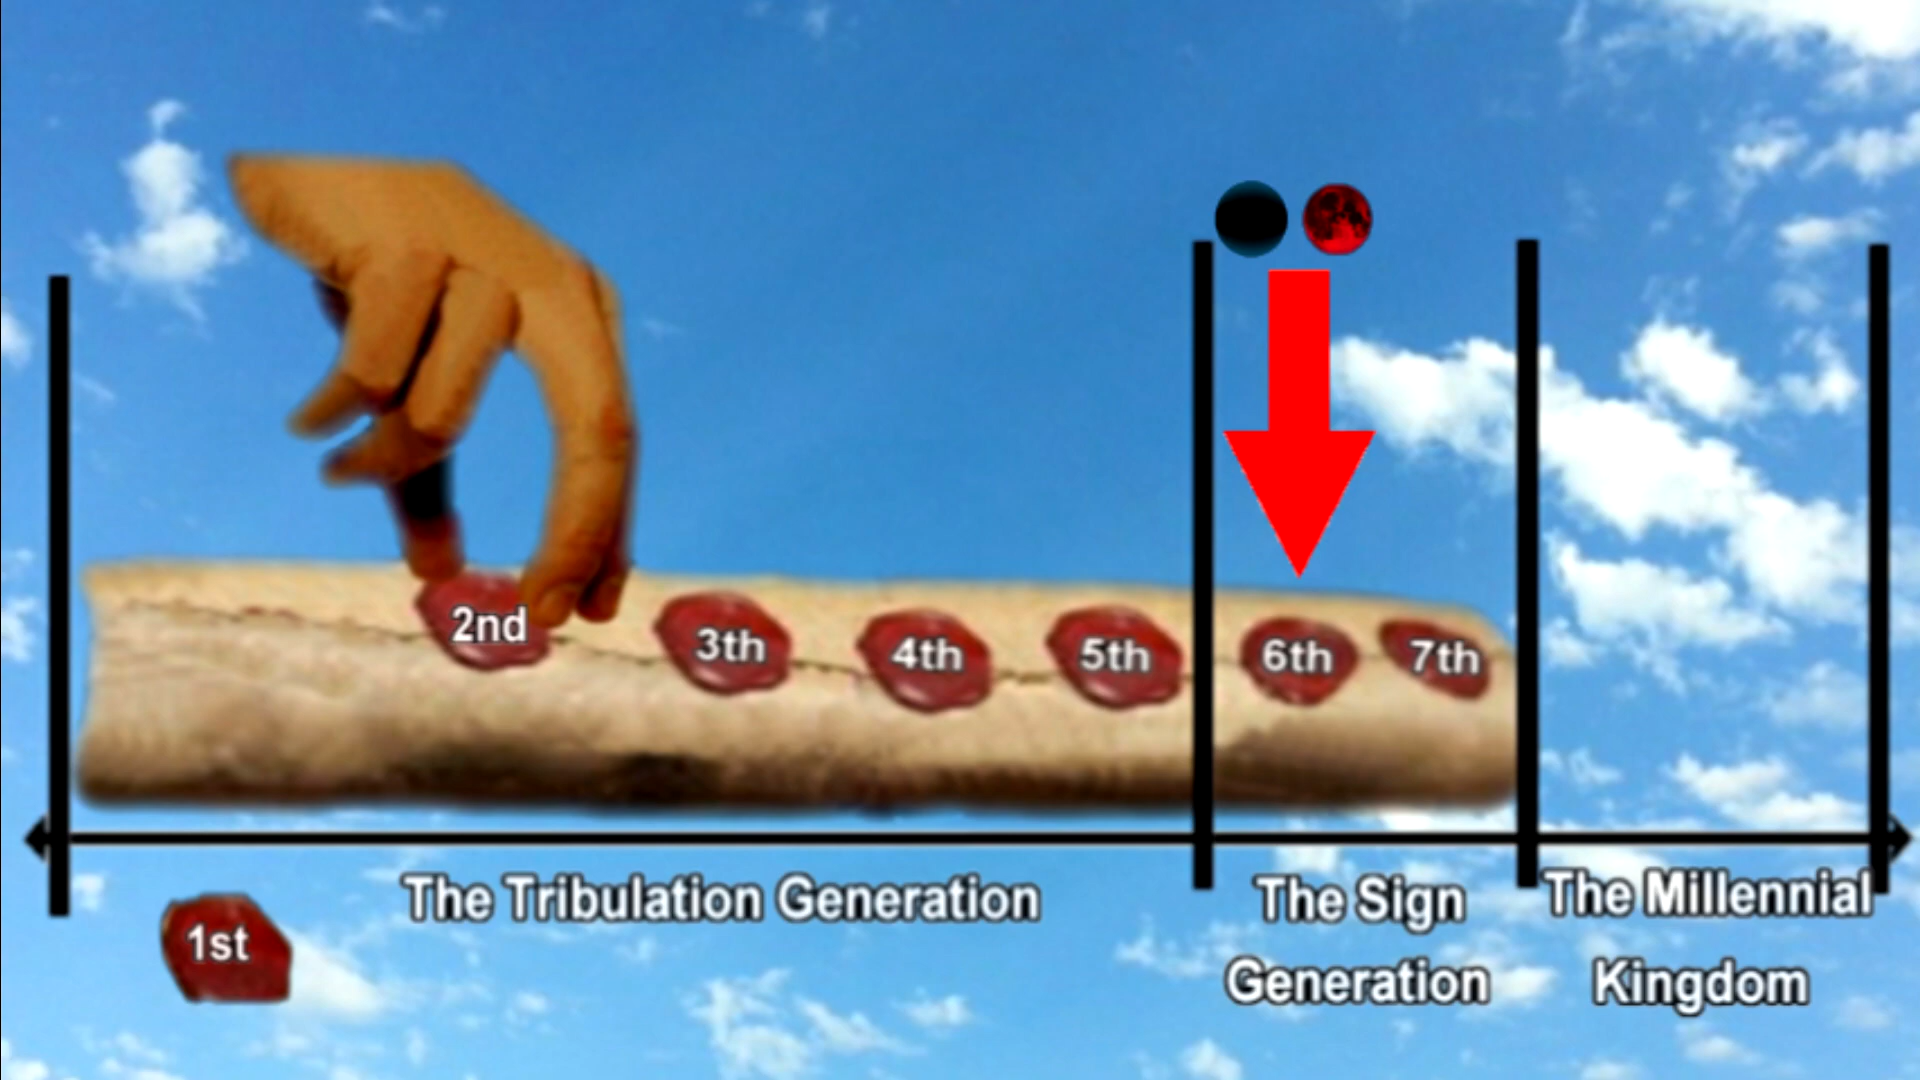 2nd
3th
4th
5th
6th
7th
1st
The Tribulation Generation
The Sign
Generation
The Millennial
Kingdom